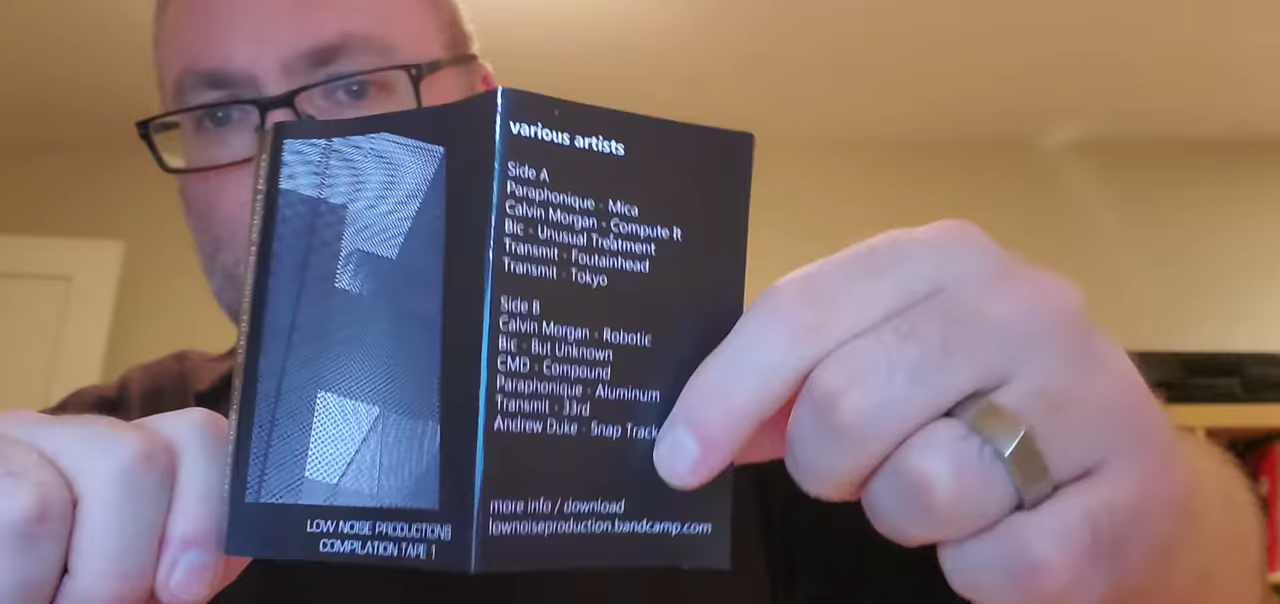 LOW NOISE PRODUCTIONS
COMPILATION TAPE 1
various artists
Side A
Paraphonique - Mica
Calvin Morgan - Compute It
Bic - Unusual Treatment
Transmit - Foutainhead
Transmit - Tokyo
Side B
Calvin Morgan - Robotic
Bic - But Unknown
CMD - Compound
Paraphonique - Aluminum
Transmit - 33rd
Andrew Duke - Snap Track
more info / download
lownoiseproduction.bandcamp.com